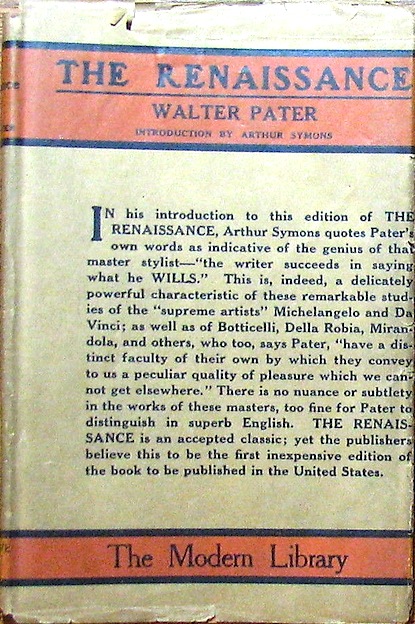 THE RENAISSANCE
WALTER PATER
INTRODUCTION BY ARTHUR SYMONS
IN his introduction to this edition of THE
RENAISSANCE, Arthur Symons quotes Pater's
own words as indicative of the genius of that
master stylist—"the writer succeeds in saying
what he WILLS." This is, indeed, a delicately
powerful characteristic of these remarkable stud-
ies of the "supreme artists" Michelangelo and Da
Vinci; as well as of Botticelli, Della Robia, Miran-
dola, and others, who too, says Pater, "have a dis-
tinct faculty of their own by which they convey
to us a peculiar quality of pleasure which we can-
not get elsewhere." There is no nuance or subtlety
in the works of these masters, too fine for Pater to
distinguish in superb English. THE RENAIS-
SANCE is an accepted classic; yet the publishers
believe this to be the first inexpensive edition of
the book to be published in the United States.
The Modern Library